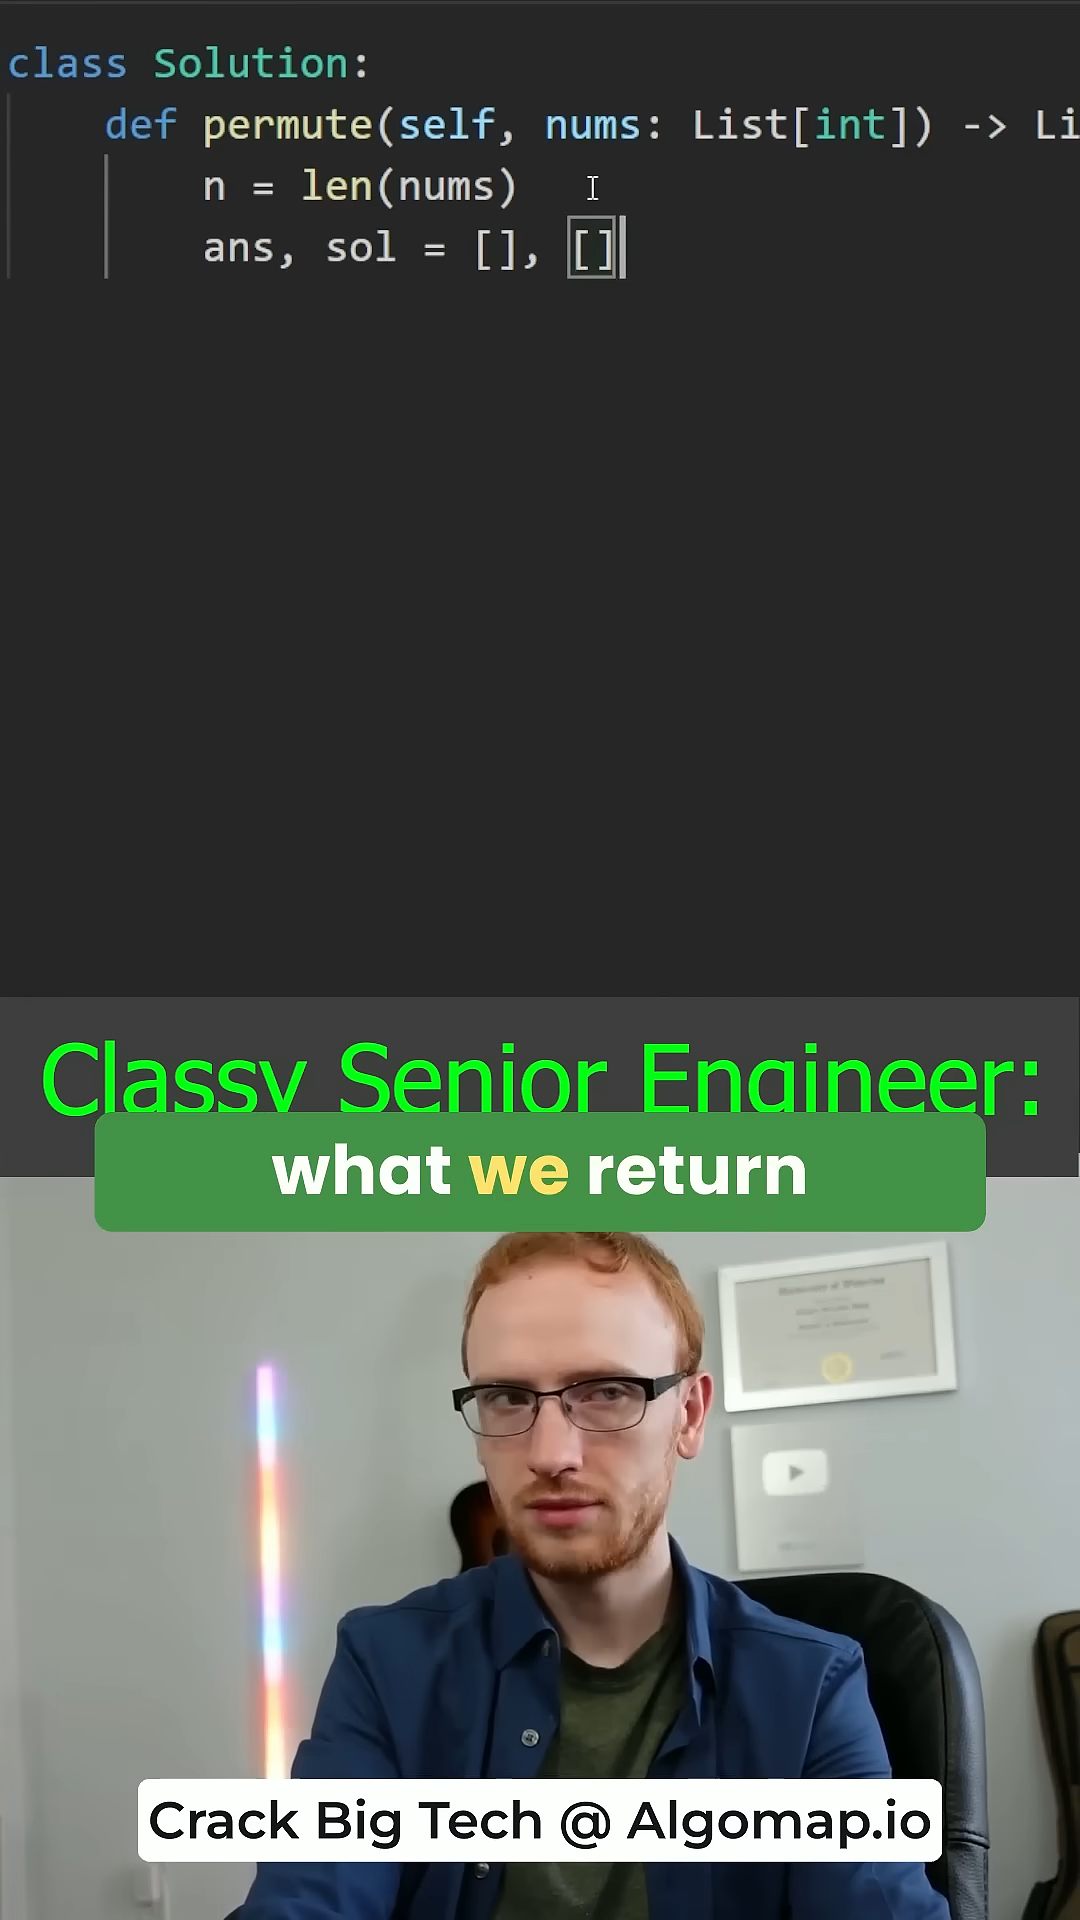 class Solution:
def permute(self, nums: List[int]) -> Li
n = len(nums)
ans, sol = [], []
Classy Senior Engineer:
what we return
Crack Big Tech @ Algomap.io